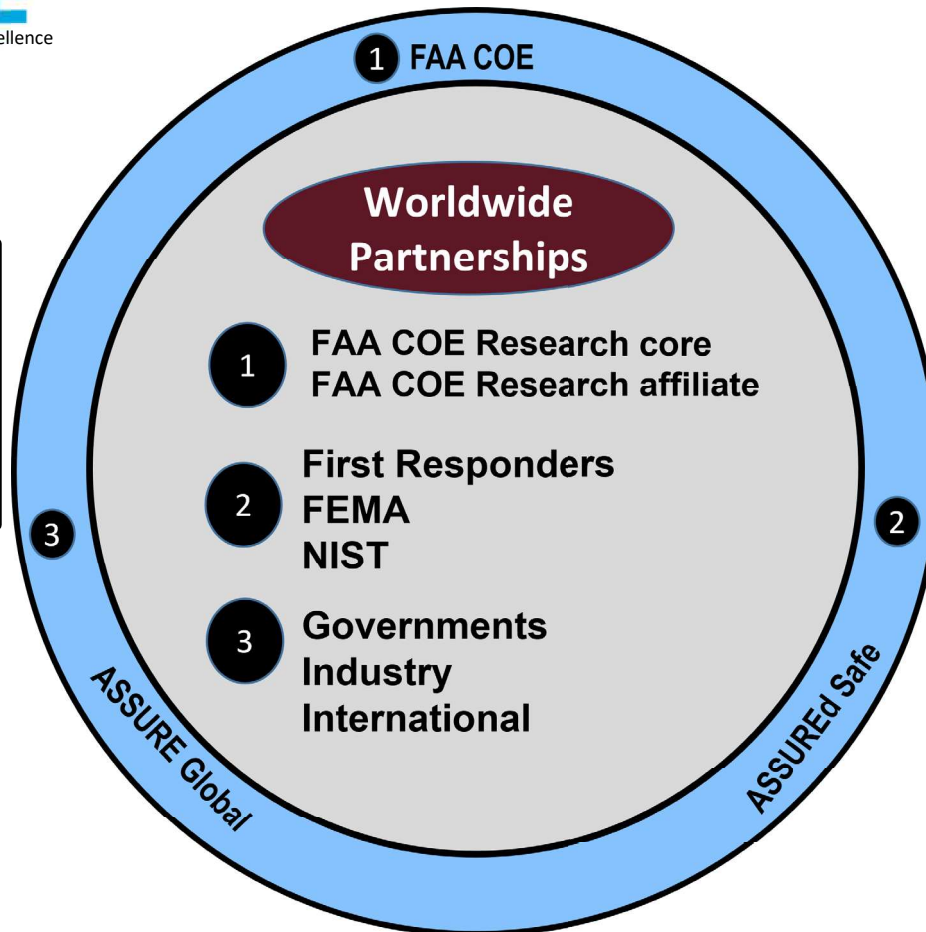 ellence
1 FAA COE
Worldwide
Partnerships
1 FAA COE Research core
FAA COE Research affiliate
2 First Responders
FEMA
NIST
3 Governments
Industry
International
3
ASSURE Global
2
ASSUREd Safe